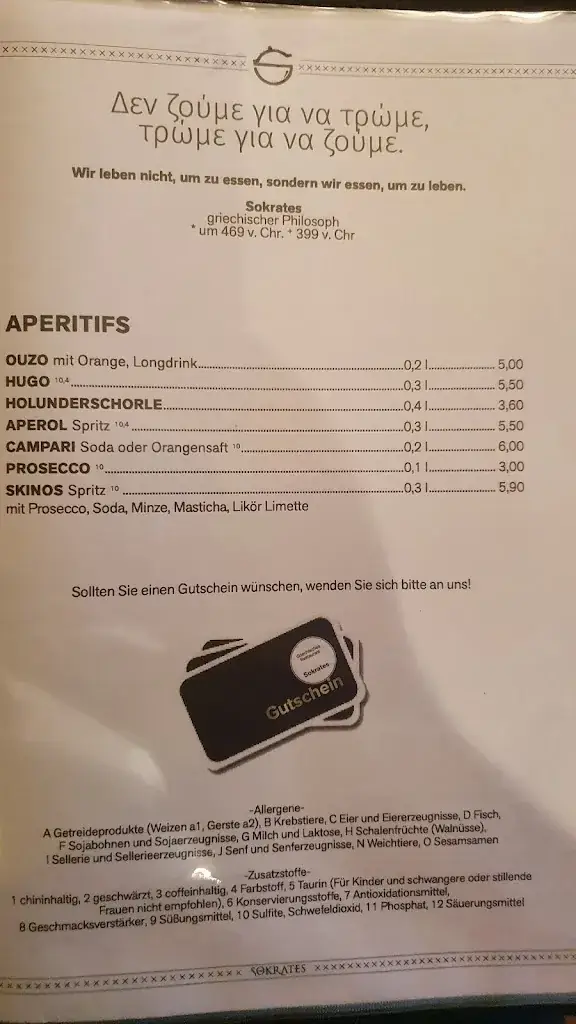 Δεν ζούμε για να τρώμε,
τρώμε για να ζούμε.
Wir leben nicht, um zu essen, sondern wir essen, um zu leben.
Sokrates
griechischer Philosoph
* um 469 v. Chr. + 399 v. Chr
APERITIFS
OUZO mit Orange, Longdrink 0,2 l 5,00
HUGO 10,4 0,3 l 5,50
HOLUNDERSCHORLE 0,4 l 3,60
APEROL Spritz 10,4 0,3 l 5,50
CAMPARI Soda oder Orangensaft 10 0,2 l 6,00
PROSECCO 10 0,1 l 3,00
SKINOS Spritz 10 0,3 l 5,90
mit Prosecco, Soda, Minze, Masticha, Likör Limette
Sollten Sie einen Gutschein wünschen, wenden Sie sich bitte an uns!
Griechisches
Restaurant
Sokrates
Gutschein
-Allergene-
A Getreideprodukte (Weizen a1, Gerste a2), B Krebstiere, C Eier und Eiererzeugnisse, D Fisch,
F Sojabohnen und Sojaerzeugnisse, G Milch und Laktose, H Schalenfrüchte (Walnüsse),
I Sellerie und Sellerieerzeugnisse, J Senf und Senferzeugnisse, N Weichtiere, O Sesamsamen
-Zusatzstoffe-
1 chininhaltig, 2 geschwärzt, 3 coffeinhaltig, 4 Farbstoff, 5 Taurin (Für Kinder und schwangere oder stillende
Frauen nicht empfohlen), 6 Konservierungsstoffe, 7 Antioxidationsmittel,
8 Geschmacksverstärker, 9 Süßungsmittel, 10 Sulfite, Schwefeldioxid, 11 Phosphat, 12 Säuerungsmittel
SOKRATES